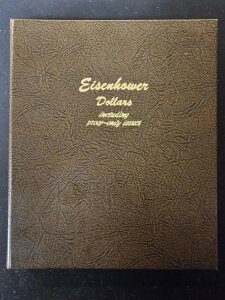 Eisenhower
Dollars
including
proof-only issues